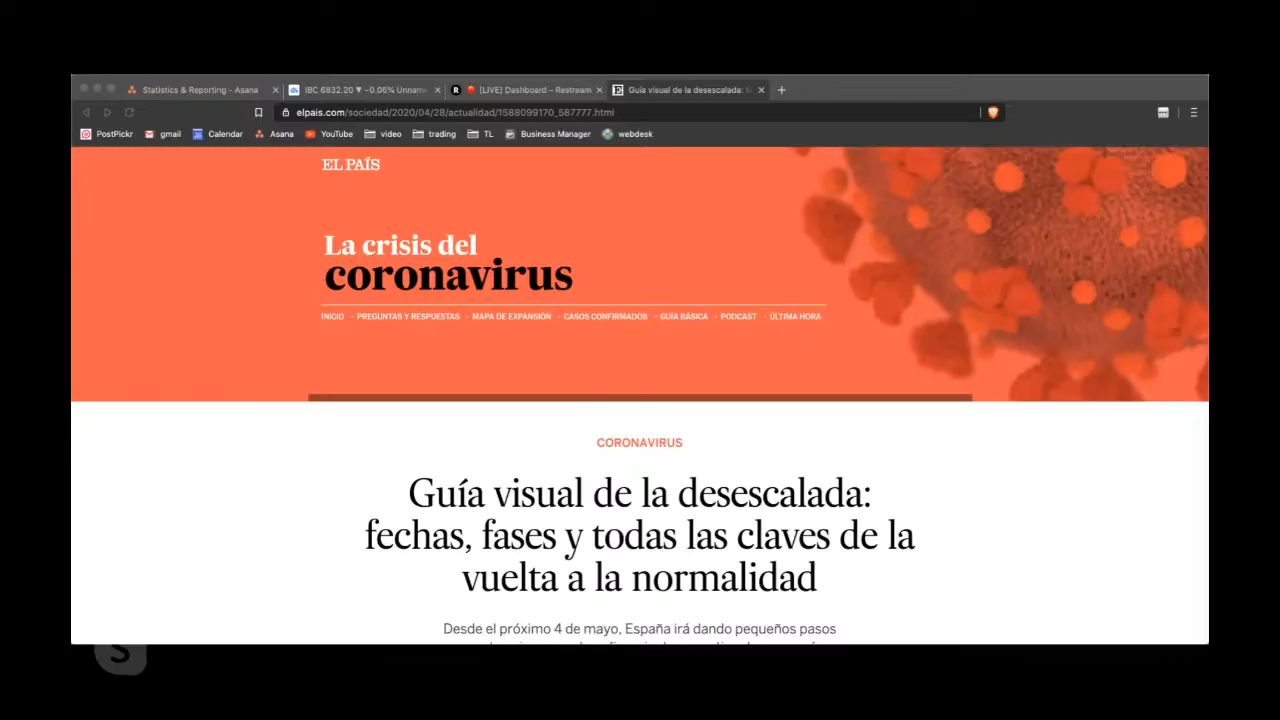 Statistics & Reporting - Asana
IBC 6832.20 ▼ -0.06% Unnam
[LIVE] Dashboard – Restream
Guía visual de la desescalada:
elpais.com/sociedad/2020/04/28/actualidad/1588099170_587777.html
PostPickr gmail Calendar Asana YouTube video trading TL Business Manager webdesk
EL PAÍS
La crisis del
coronavirus
INICIO · PREGUNTAS Y RESPUESTAS · MAPA DE EXPANSIÓN · CASOS CONFIRMADOS · GUÍA BÁSICA · PODCAST · ÚLTIMA HORA
CORONAVIRUS
Guía visual de la desescalada:
fechas, fases y todas las claves de la
vuelta a la normalidad
Desde el próximo 4 de mayo, España irá dando pequeños pasos